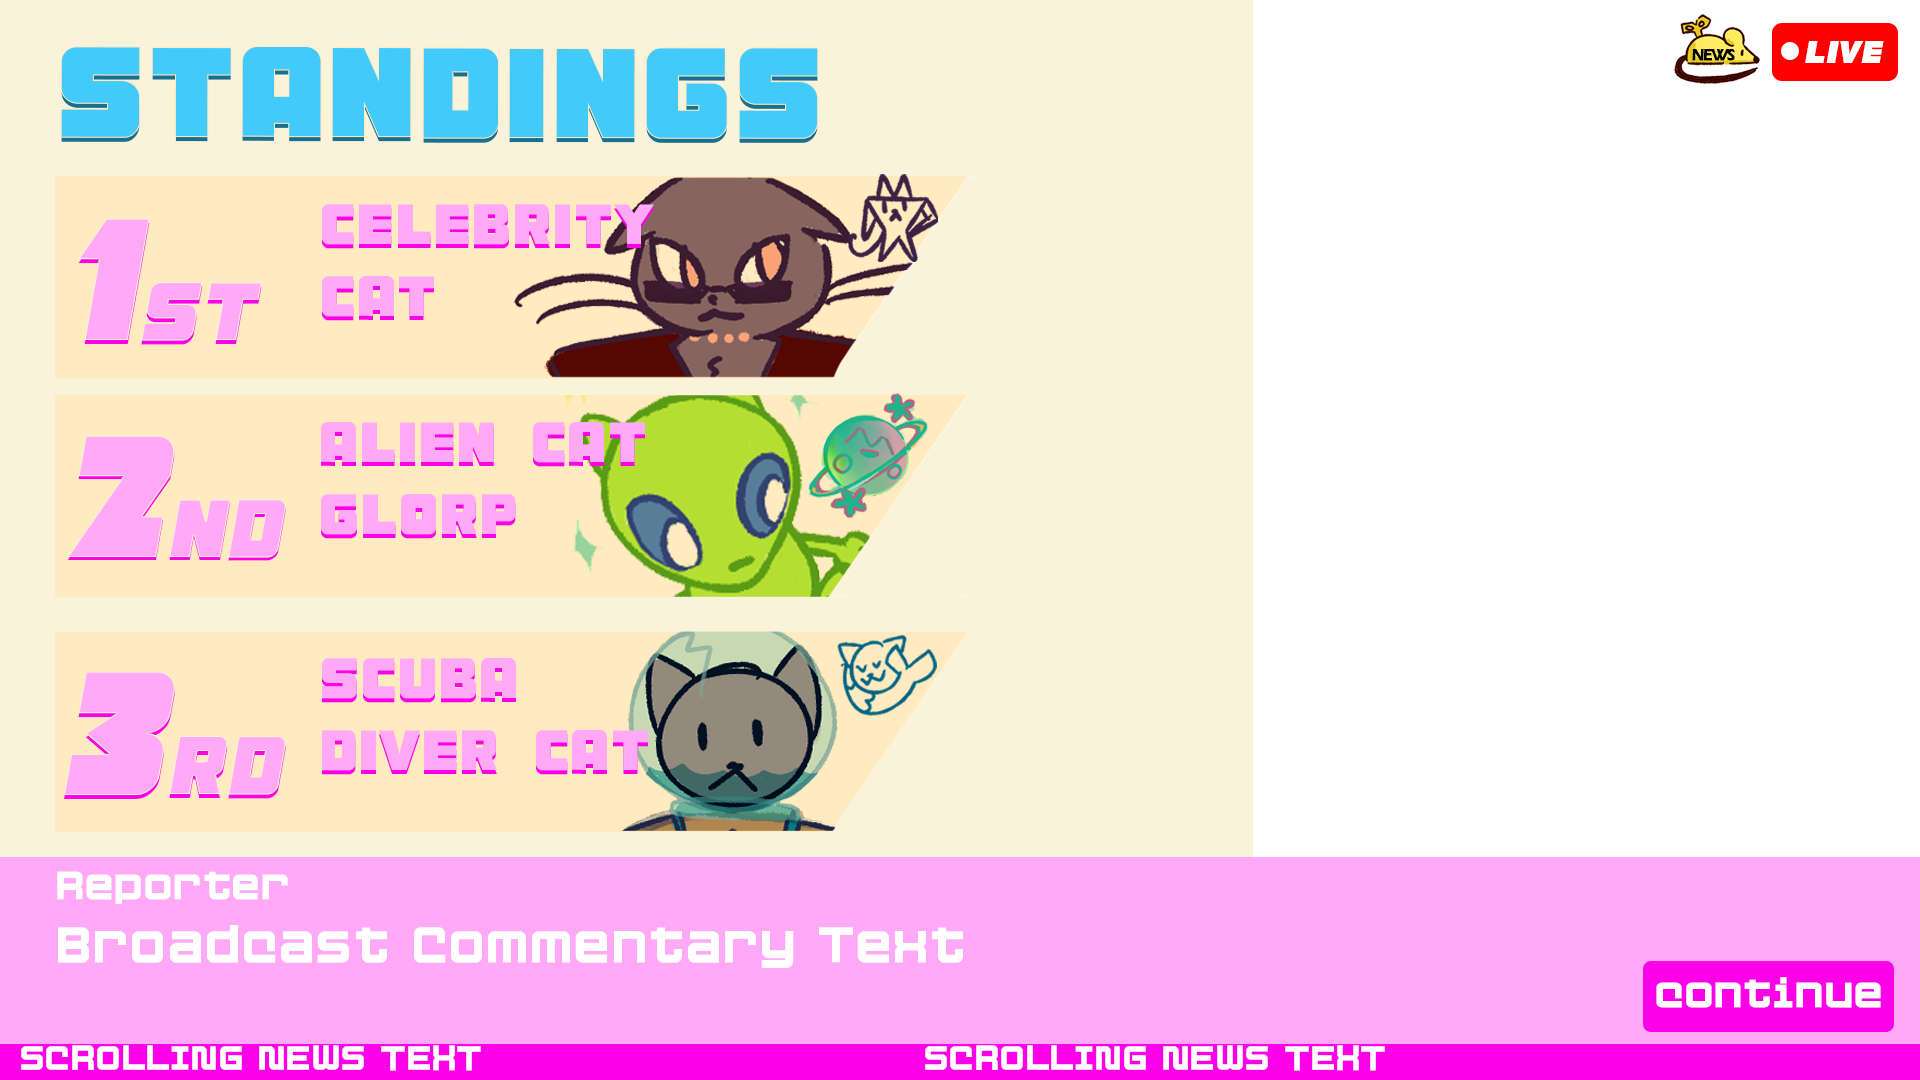 STANDINGS
NEWS
LIVE
1ST
CELEBRITY
CAT
2ND
ALIEN CAT
GLORP
3RD
SCUBA
DIVER CAT
Reporter
Broadcast Commentary Text
continue
SCROLLING NEWS TEXT
SCROLLING NEWS TEXT